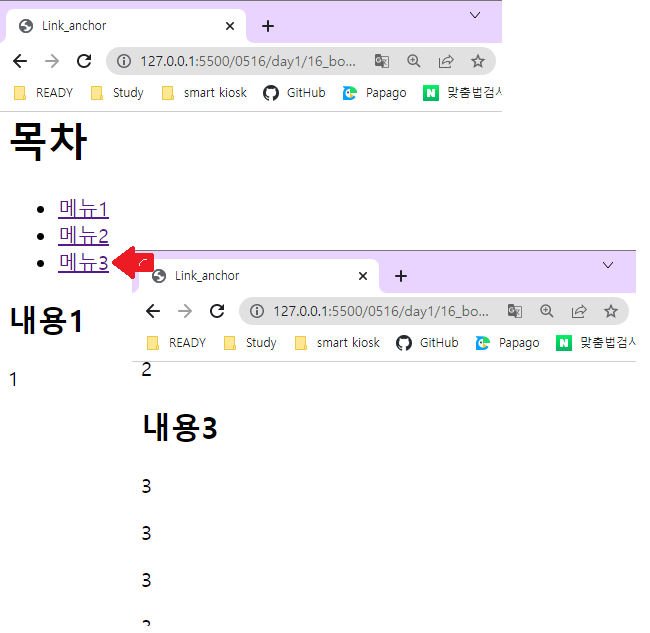 Link_anchor
127.0.0.1:5500/0516/day1/16_bo...
READY Study smart kiosk GitHub Papago N 맞춤법검사
목차
메뉴1
메뉴2
메뉴3
내용1
1
Link_anchor
127.0.0.1:5500/0516/day1/16_bo...
READY Study smart kiosk GitHub Papago N 맞춤법검사
2
내용3
3
3
3
3